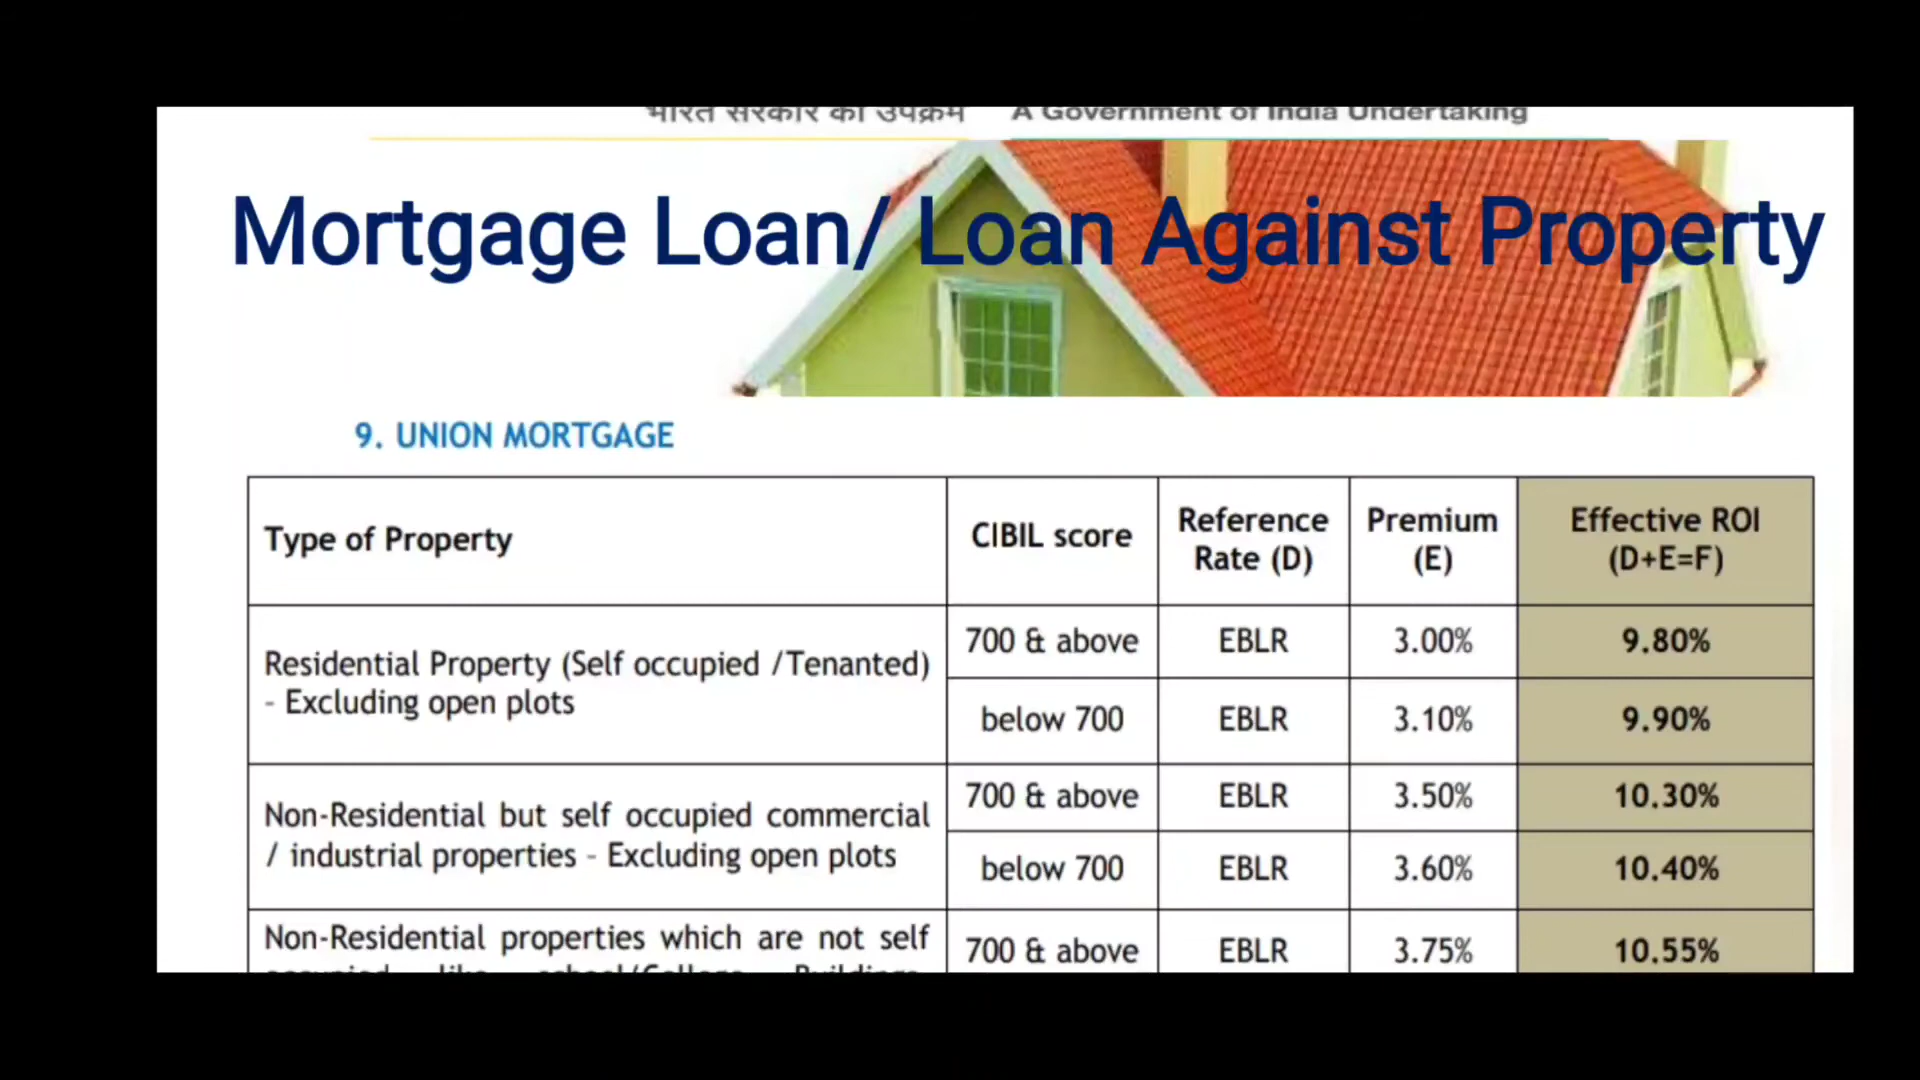 भारत सरकार का उपक्रम A Government of India Undertaking
Mortgage Loan/ Loan Against Property
9. UNION MORTGAGE
Type of Property
CIBIL score
Reference
Rate (D)
Premium
(E)
Effective ROI
(D+E=F)
Residential Property (Self occupied /Tenanted)
- Excluding open plots
700 & above EBLR 3.00% 9.80%
below 700 EBLR 3.10% 9.90%
Non-Residential but self occupied commercial
/ industrial properties - Excluding open plots
700 & above EBLR 3.50% 10.30%
below 700 EBLR 3.60% 10.40%
Non-Residential properties which are not self
700 & above EBLR 3.75% 10.55%